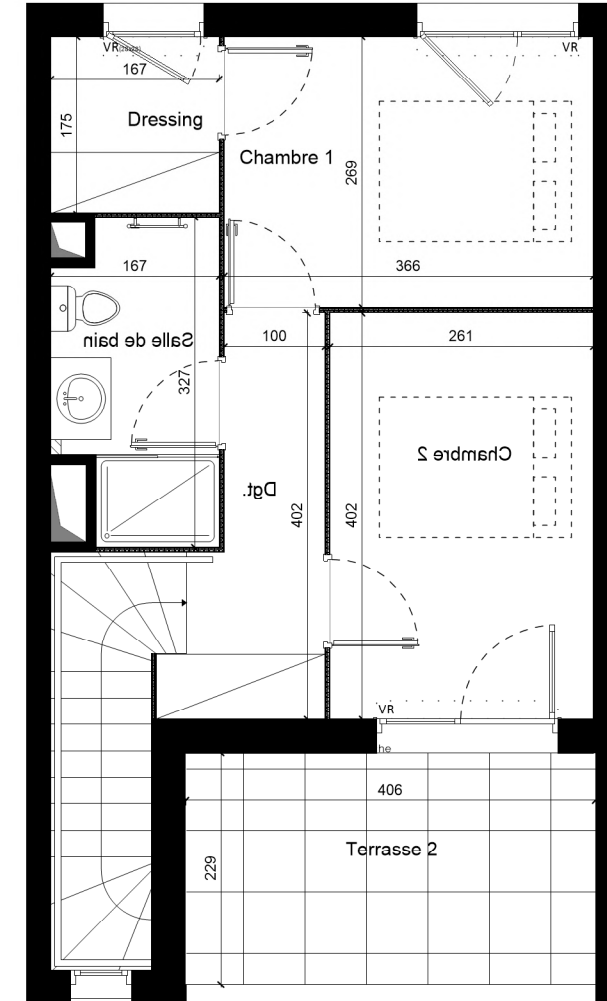 VR
VR
167
175
Dressing
Chambre 1
269
167
366
Salle de bain
100
261
327
Chambre 2
Dgt.
402
402
VR
he
406
Terrasse 2
229